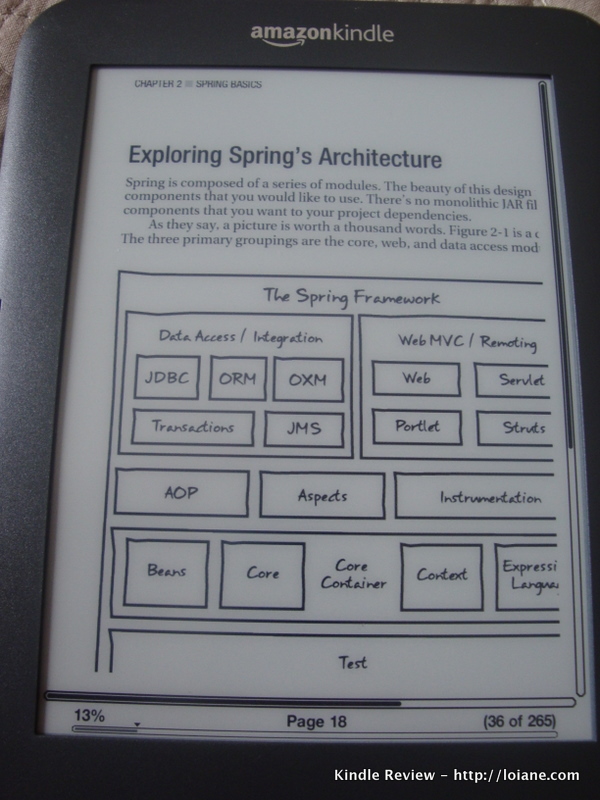 amazonkindle
CHAPTER 2 ■ SPRING BASICS
Exploring Spring's Architecture
Spring is composed of a series of modules. The beauty of this design
components that you would like to use. There's no monolithic JAR fil
components that you want to your project dependencies.
As they say, a picture is worth a thousand words. Figure 2-1 is a c
The three primary groupings are the core, web, and data access mod
The Spring Framework
Data Access / Integration
Web MVC / Remoting
JDBC ORM OXM
Web Servlet
Transactions JMS
Portlet Struts
AOP Aspects Instrumentation
Beans Core Core Container Context Expressi Langua
Test
13% Page 18 (36 of 265)
Kindle Review - http://loiane.com